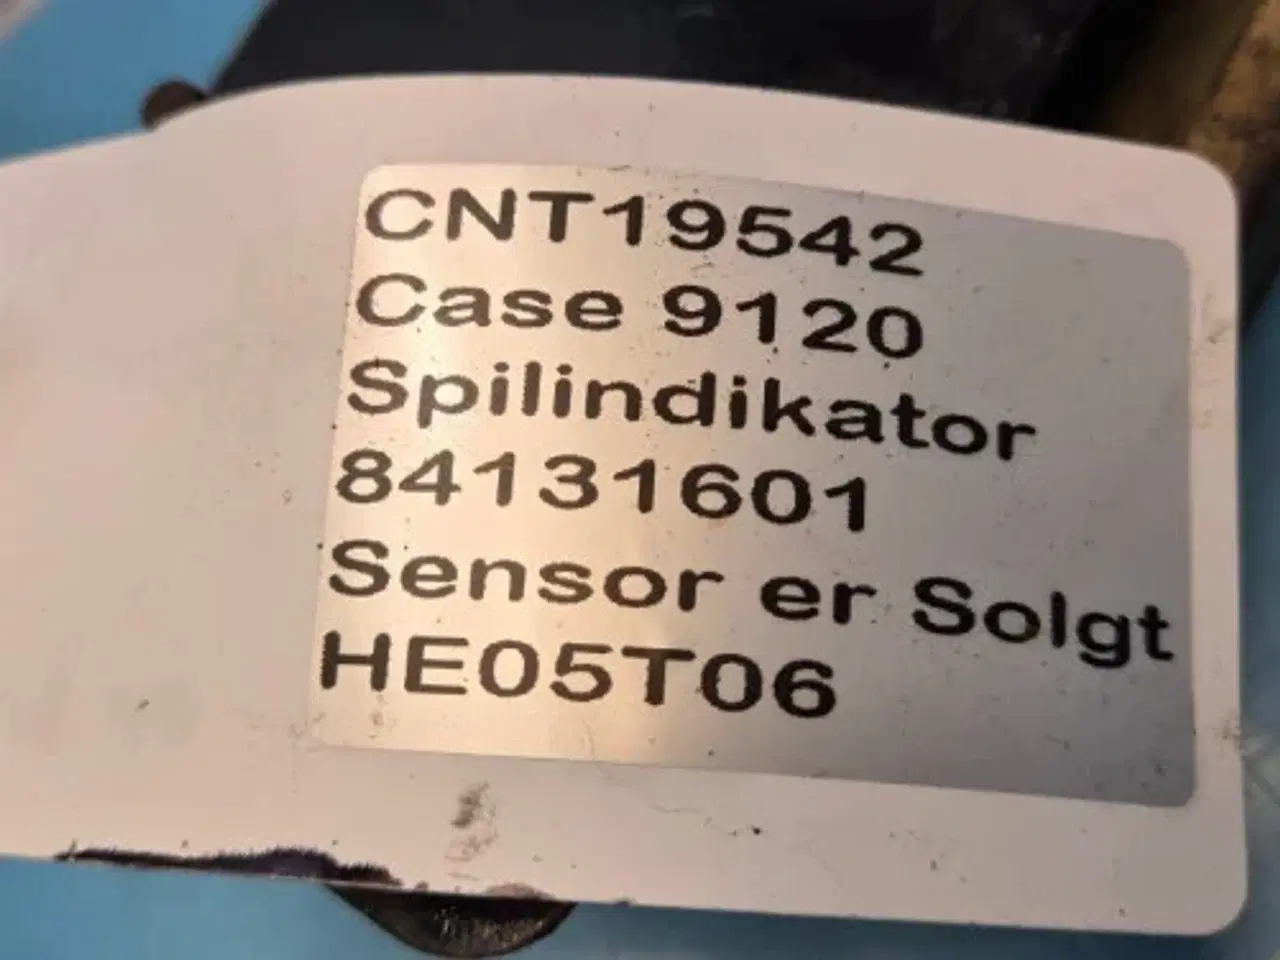 CNT19542
Case 9120
Spilindikator
84131601
Sensor er Solgt
HE05T06